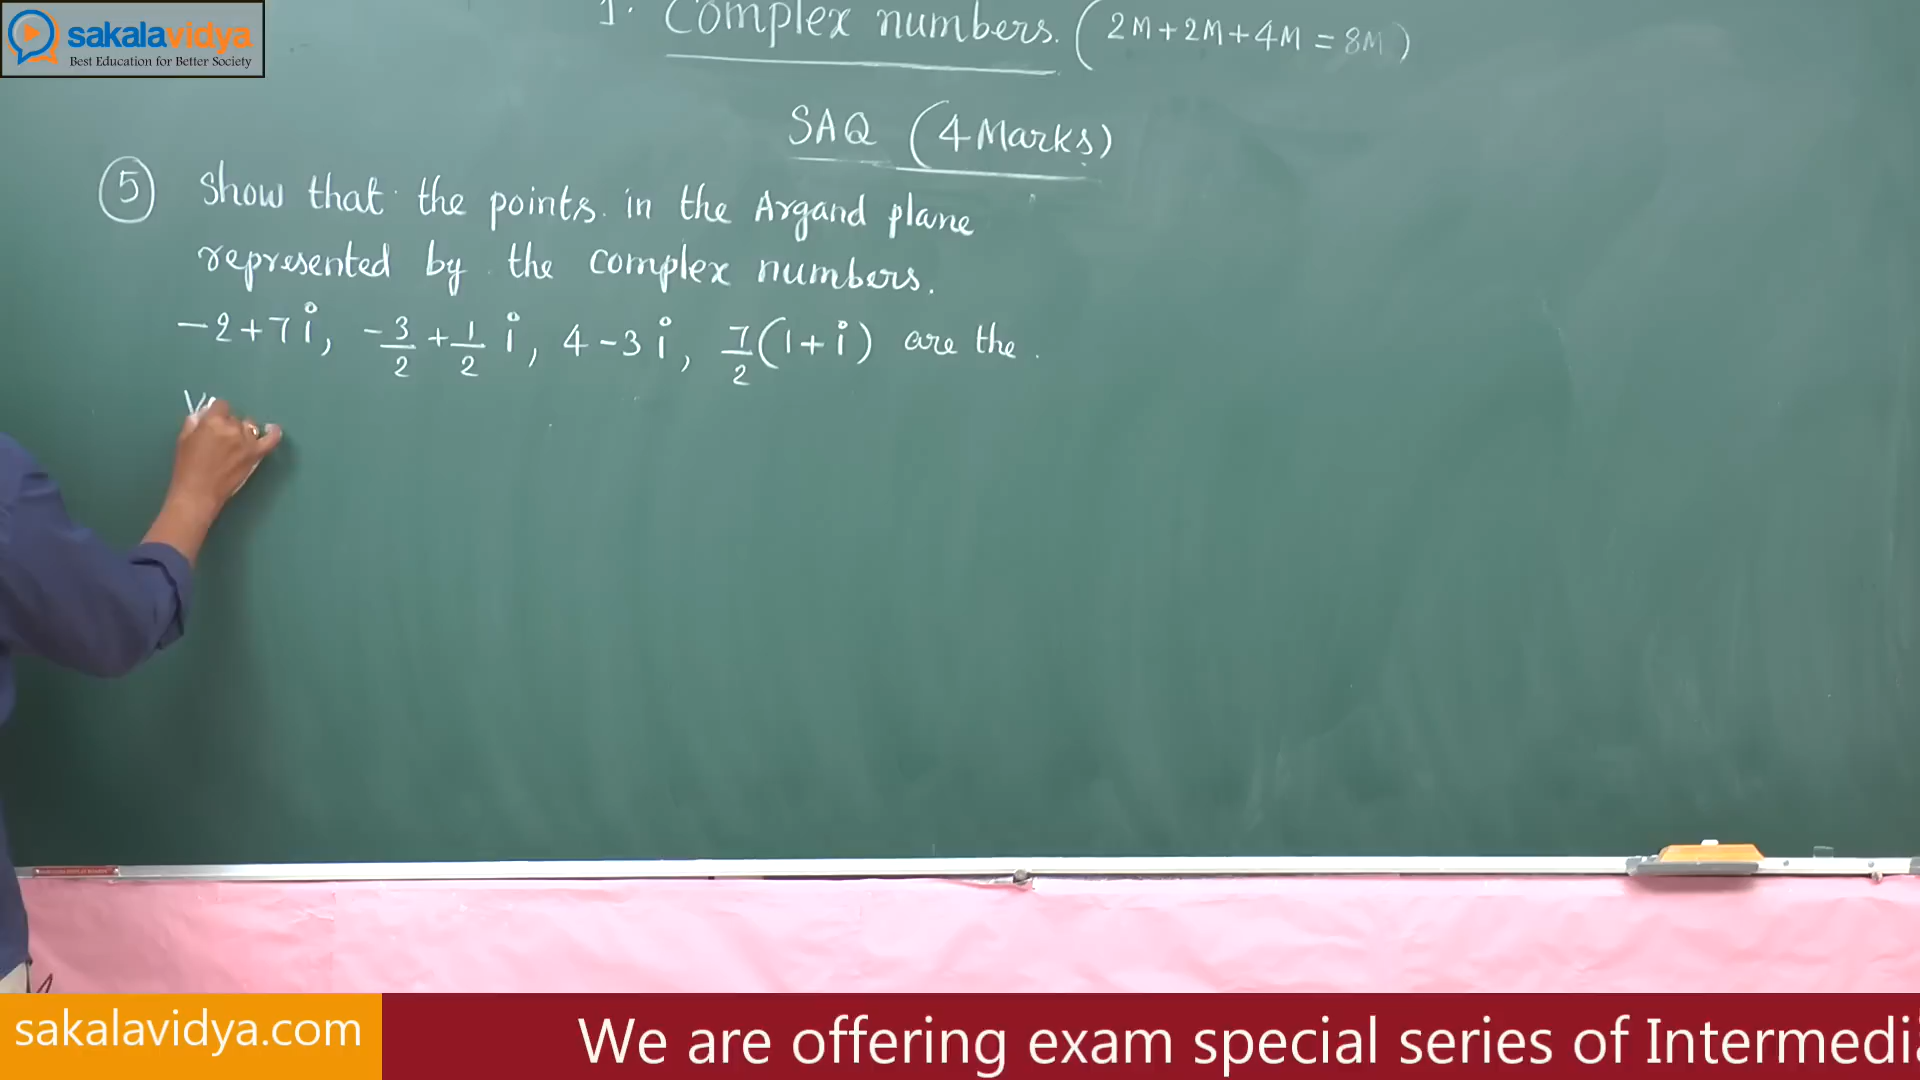 sakalavidya
Best Education for Better Society
1. Complex numbers. (2M+2M+4M=8M)
SAQ (4 Marks)
5 Show that the points in the Argand plane
represented by the complex numbers.
-2+7i, -3/2+1/2 i, 4-3i, 7/2(1+i) are the
sakalavidya.com
We are offering exam special series of Intermedi